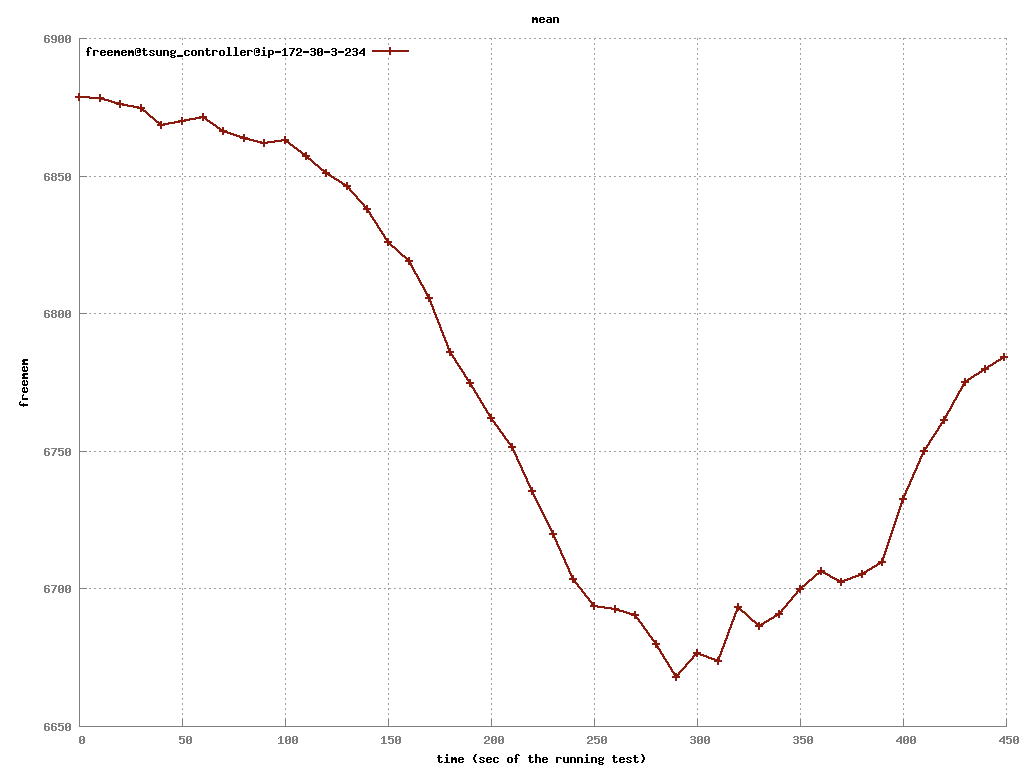 mean
6900
freemem@tsung_controller@ip-172-30-3-234
6850
6800
6750
6700
6650
freemem
0 50 100 150 200 250 300 350 400 450
time (sec of the running test)